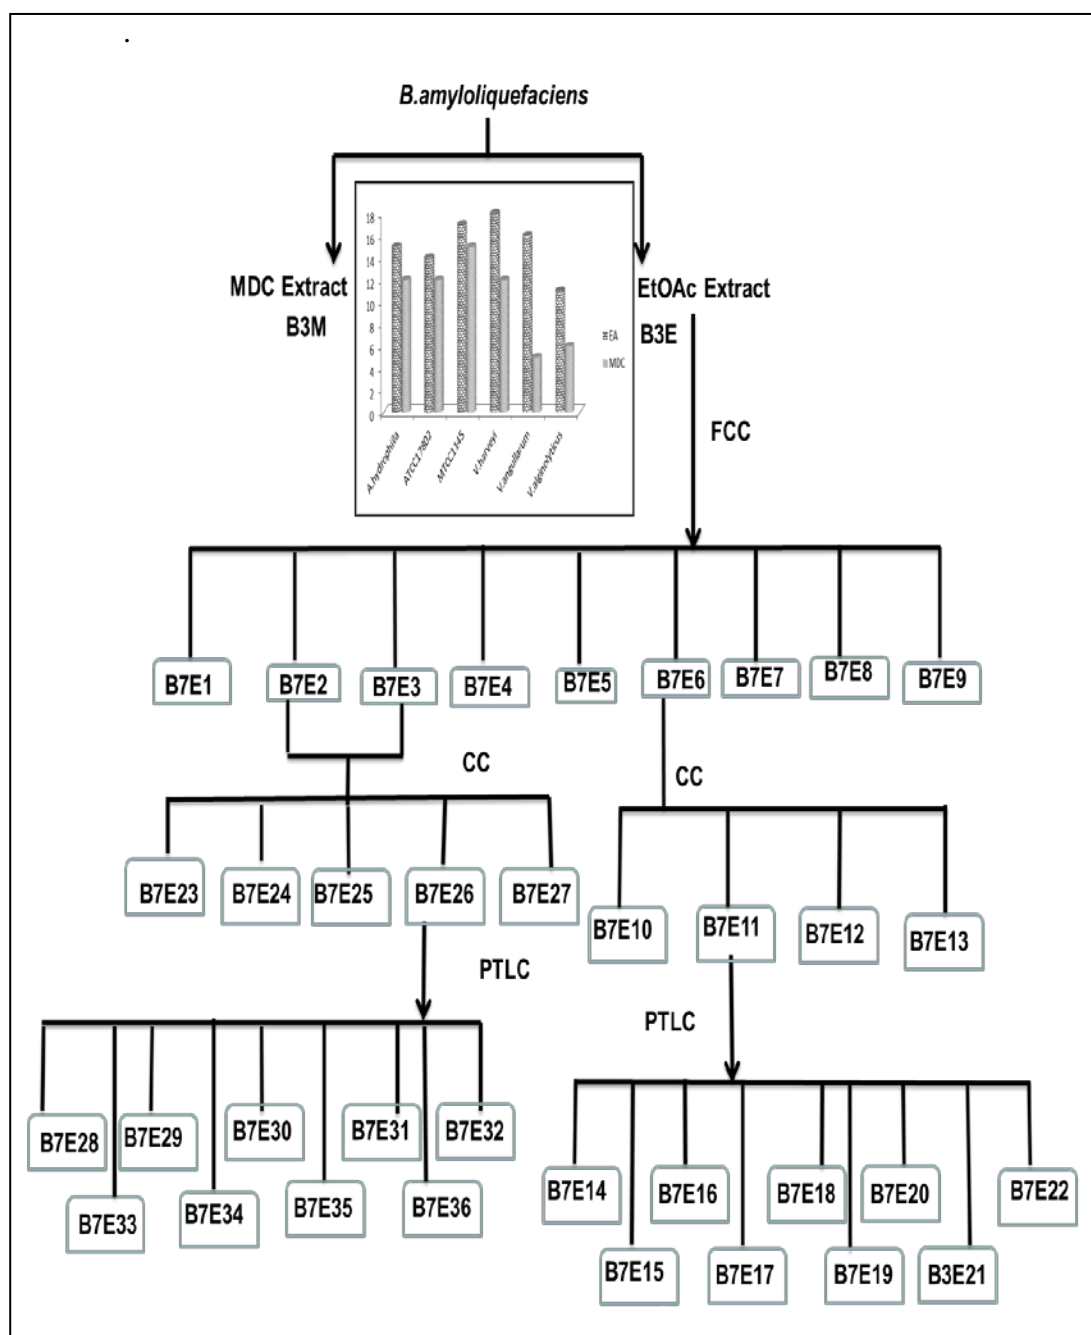 B.amyloliquefaciens
MDC Extract
B3M
18
16
14
12
10
8
6
4
2
0
A.hydrophilla
ATCC17802
MTCC1145
V.harveyi
V.angullarum
V.alginolyticus
EA
MDC
EtOAc Extract
B3E
FCC
B7E1 B7E2 B7E3 B7E4 B7E5 B7E6 B7E7 B7E8 B7E9
CC CC
B7E23 B7E24 B7E25 B7E26 B7E27
B7E10 B7E11 B7E12 B7E13
PTLC
PTLC
B7E28 B7E29 B7E30 B7E31 B7E32
B7E33 B7E34 B7E35 B7E36
B7E14 B7E16 B7E18 B7E20 B7E22
B7E15 B7E17 B7E19 B3E21